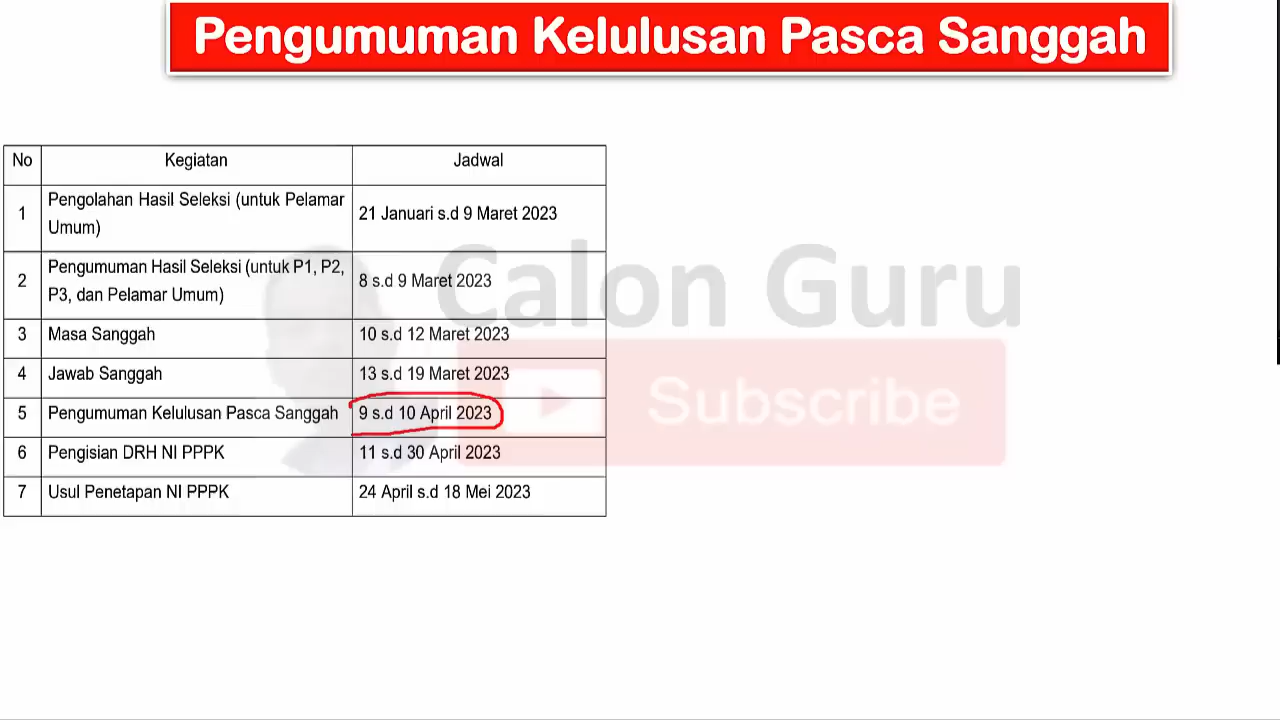 Pengumuman Kelulusan Pasca Sanggah
No Kegiatan Jadwal
1 Pengolahan Hasil Seleksi (untuk Pelamar Umum) 21 Januari s.d 9 Maret 2023
2 Pengumuman Hasil Seleksi (untuk P1, P2, P3, dan Pelamar Umum) 8 s.d 9 Maret 2023
3 Masa Sanggah 10 s.d 12 Maret 2023
4 Jawab Sanggah 13 s.d 19 Maret 2023
5 Pengumuman Kelulusan Pasca Sanggah 9 s.d 10 April 2023
6 Pengisian DRH NI PPPK 11 s.d 30 April 2023
7 Usul Penetapan NI PPPK 24 April s.d 18 Mei 2023
Calon Guru
Subscribe